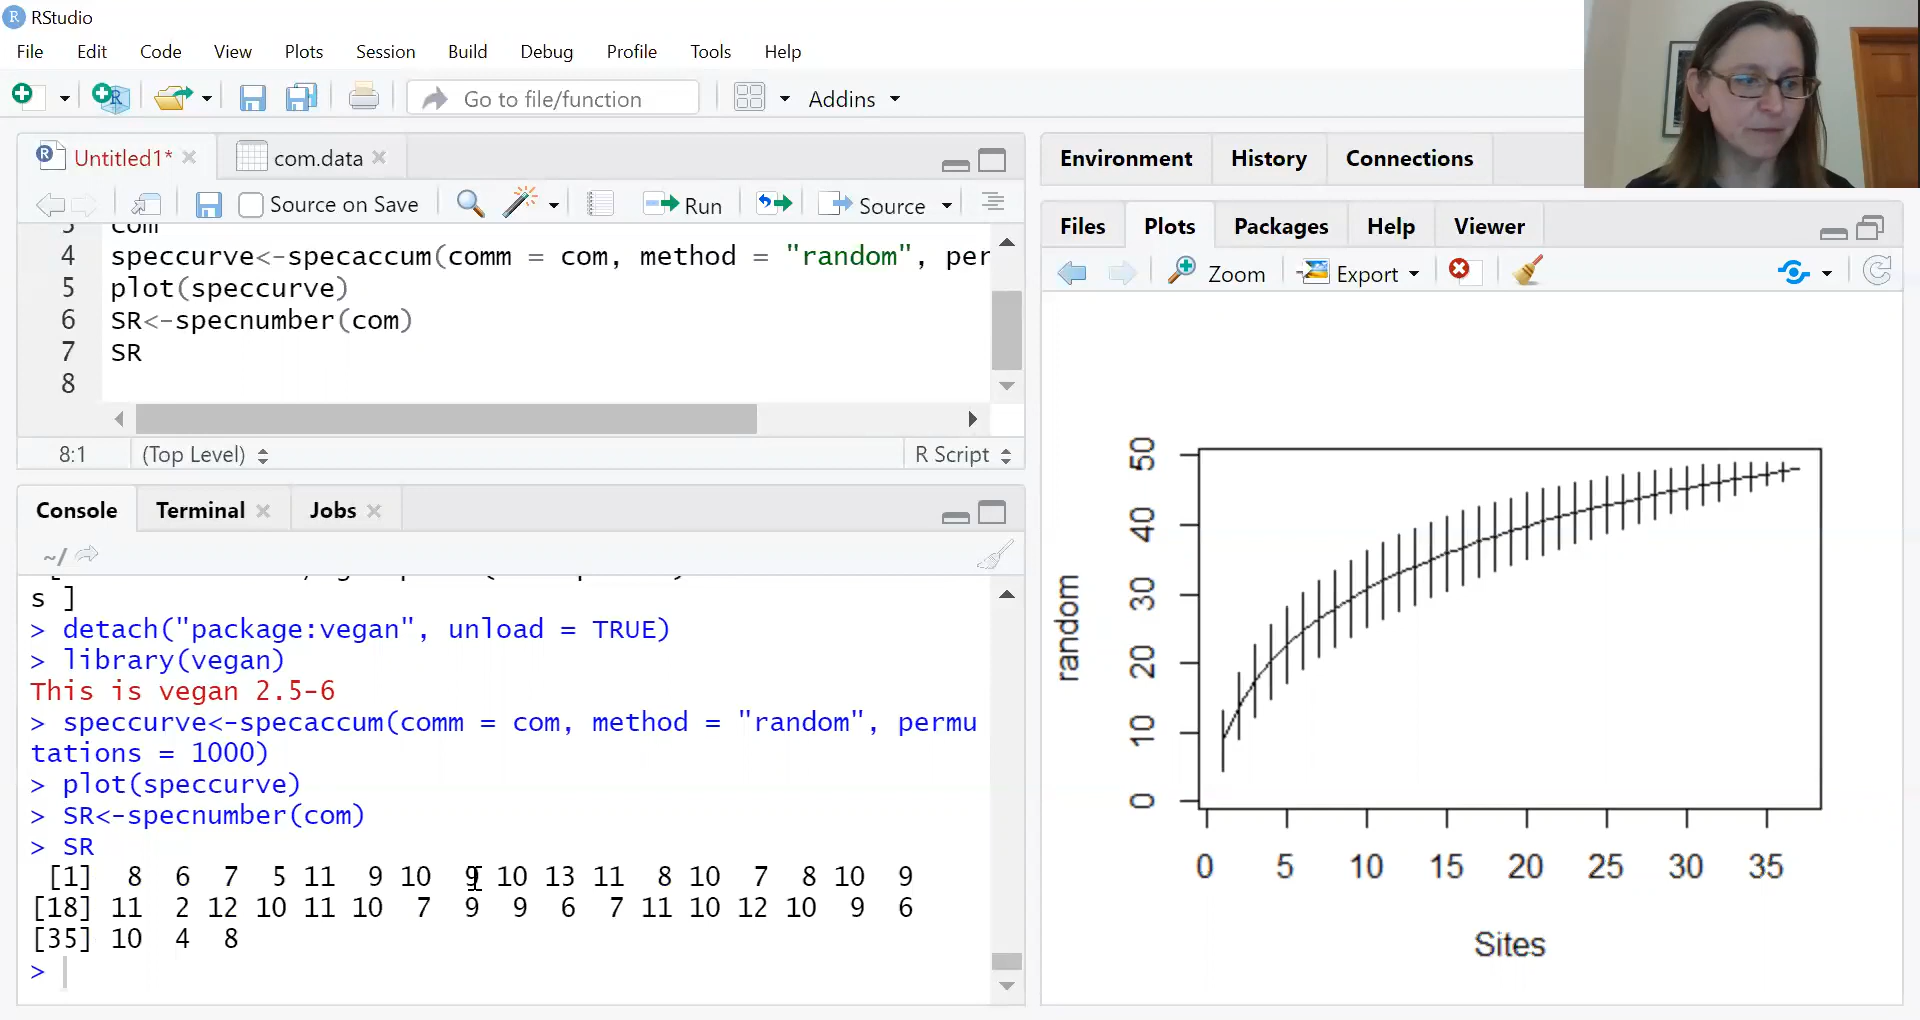 RStudio
File Edit Code View Plots Session Build Debug Profile Tools Help
Go to file/function Addins
Untitled1* com.data
Source on Save Run Source
4 speccurve<-specaccum(comm = com, method = "random", per
5 plot(speccurve)
6 SR<-specnumber(com)
7 SR
8
8:1 (Top Level) R Script
Console Terminal Jobs
~/
s ]
> detach("package:vegan", unload = TRUE)
> library(vegan)
This is vegan 2.5-6
> speccurve<-specaccum(comm = com, method = "random", permu
tations = 1000)
> plot(speccurve)
> SR<-specnumber(com)
> SR
[1] 8 6 7 5 11 9 10 9 10 13 11 8 10 7 8 10 9
[18] 11 2 12 10 11 10 7 9 9 6 7 11 10 12 10 9 6
[35] 10 4 8
>
Environment History Connections
Files Plots Packages Help Viewer
Zoom Export
50
40
30
20
10
0
random
0 5 10 15 20 25 30 35
Sites